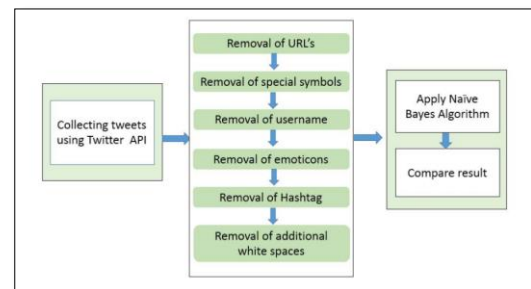 Collecting tweets
using Twitter API
Removal of URL's
Removal of special symbols
Removal of username
Removal of emoticons
Removal of Hashtag
Removal of additional
white spaces
Apply Naïve
Bayes Algorithm
Compare result